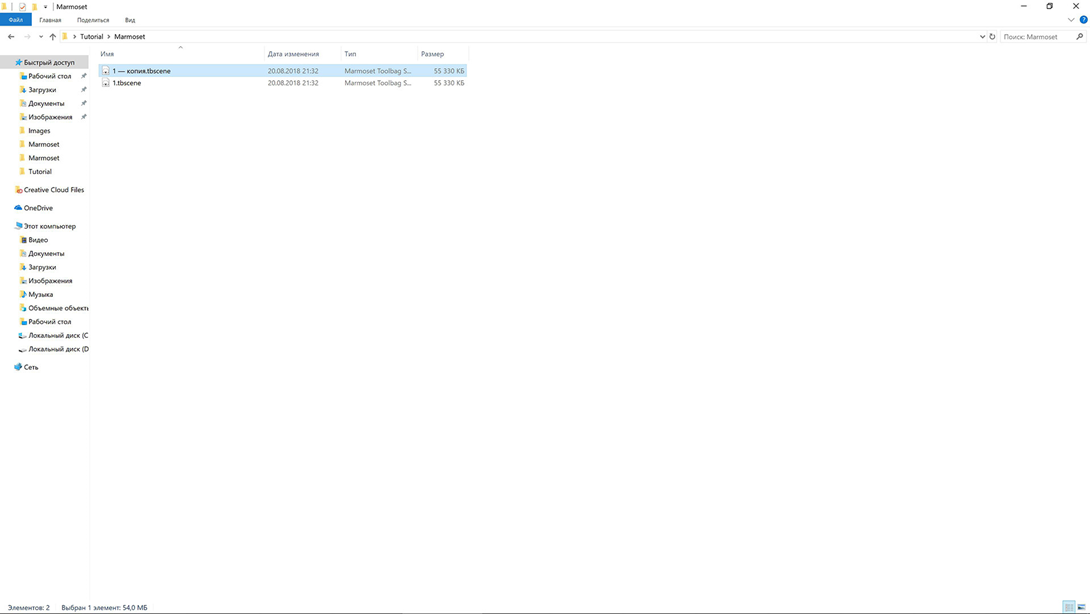 Marmoset
Файл Главная Поделиться Вид
Tutorial Marmoset Поиск: Marmoset
Имя Дата изменения Тип Размер
1 — копия.tbscene 20.08.2018 21:32 Marmoset Toolbag S... 55 330 КБ
1.tbscene 20.08.2018 21:32 Marmoset Toolbag S... 55 330 КБ
Быстрый доступ
Рабочий стол
Загрузки
Документы
Изображения
Images
Marmoset
Marmoset
Tutorial
Creative Cloud Files
OneDrive
Этот компьютер
Видео
Документы
Загрузки
Изображения
Музыка
Объемные объекты
Рабочий стол
Локальный диск (C
Локальный диск (D
Сеть
Элементов: 2 Выбран 1 элемент: 54,0 МБ